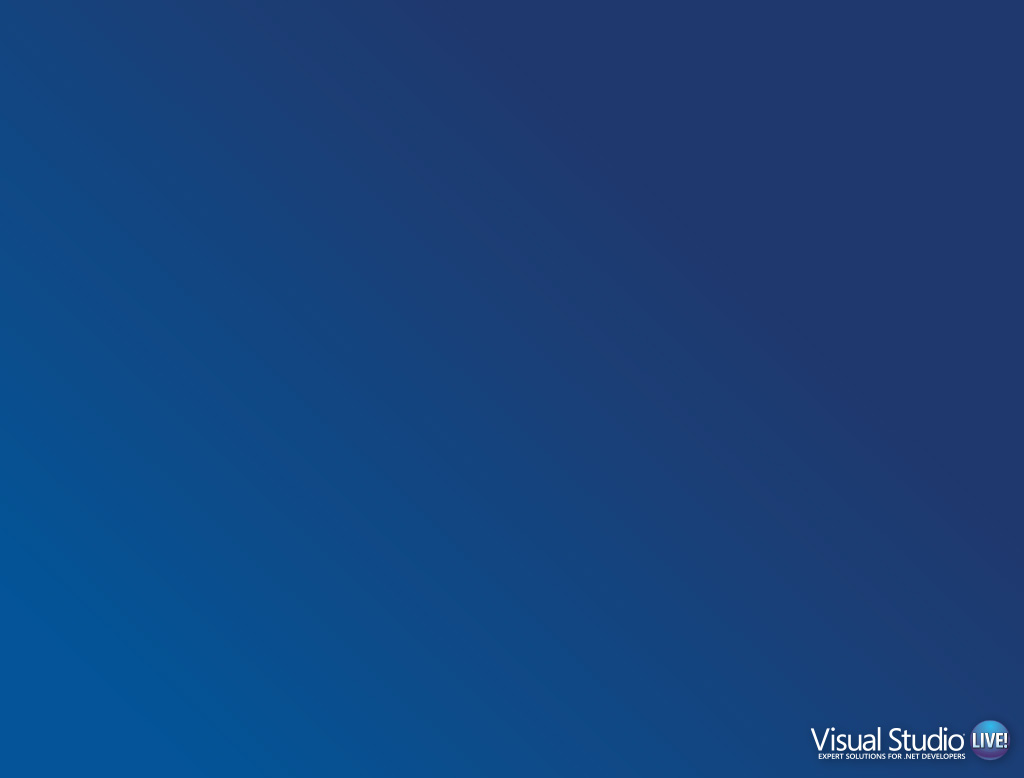 Visual Studio LIVE!
EXPERT SOLUTIONS FOR .NET DEVELOPERS